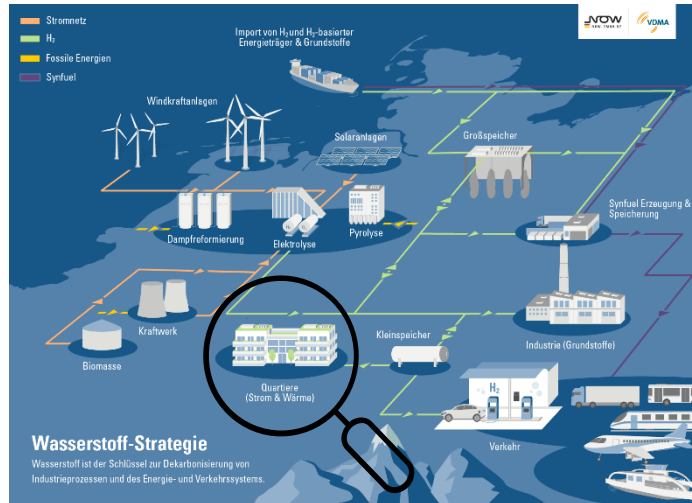 Stromnetz
H₂
Fossile Energien
Synfuel
Import von H₂ und H₂-basierter
Energieträger & Grundstoffe
NOW
VDMA
Windkraftanlagen
Solaranlagen
Großspeicher
Synfuel Erzeugung &
Speicherung
Dampfreformierung
Elektrolyse
Pyrolyse
Kraftwerk
Biomasse
Quartiere
(Strom & Wärme)
Kleinspeicher
Industrie (Grundstoffe)
H₂
Verkehr
Wasserstoff-Strategie
Wasserstoff ist der Schlüssel zur Dekarbonisierung von
Industrieprozessen und des Energie- und Verkehrssystems.